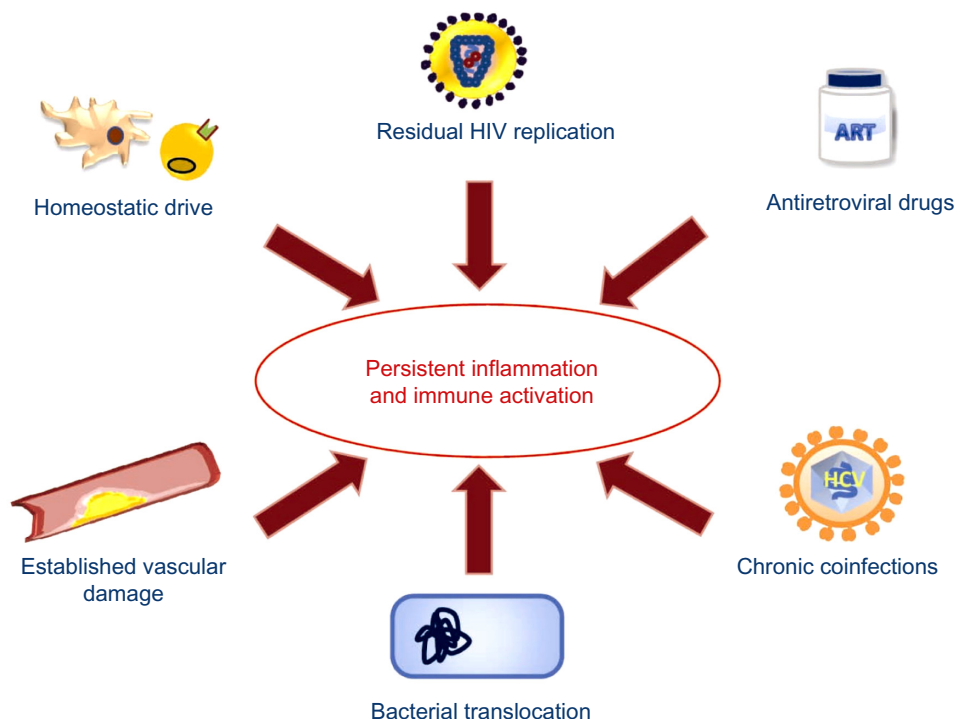 Residual HIV replication
ART
Homeostatic drive
Antiretroviral drugs
Persistent inflammation
and immune activation
HCV
Established vascular
damage
Chronic coinfections
Bacterial translocation